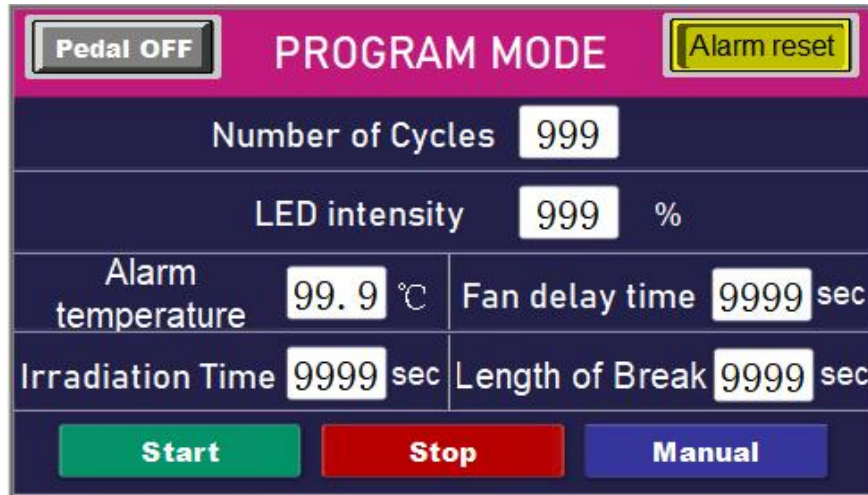 Pedal OFF PROGRAM MODE Alarm reset
Number of Cycles 999
LED intensity 999 %
Alarm temperature 99.9 ℃ Fan delay time 9999 sec
Irradiation Time 9999 sec Length of Break 9999 sec
Start Stop Manual